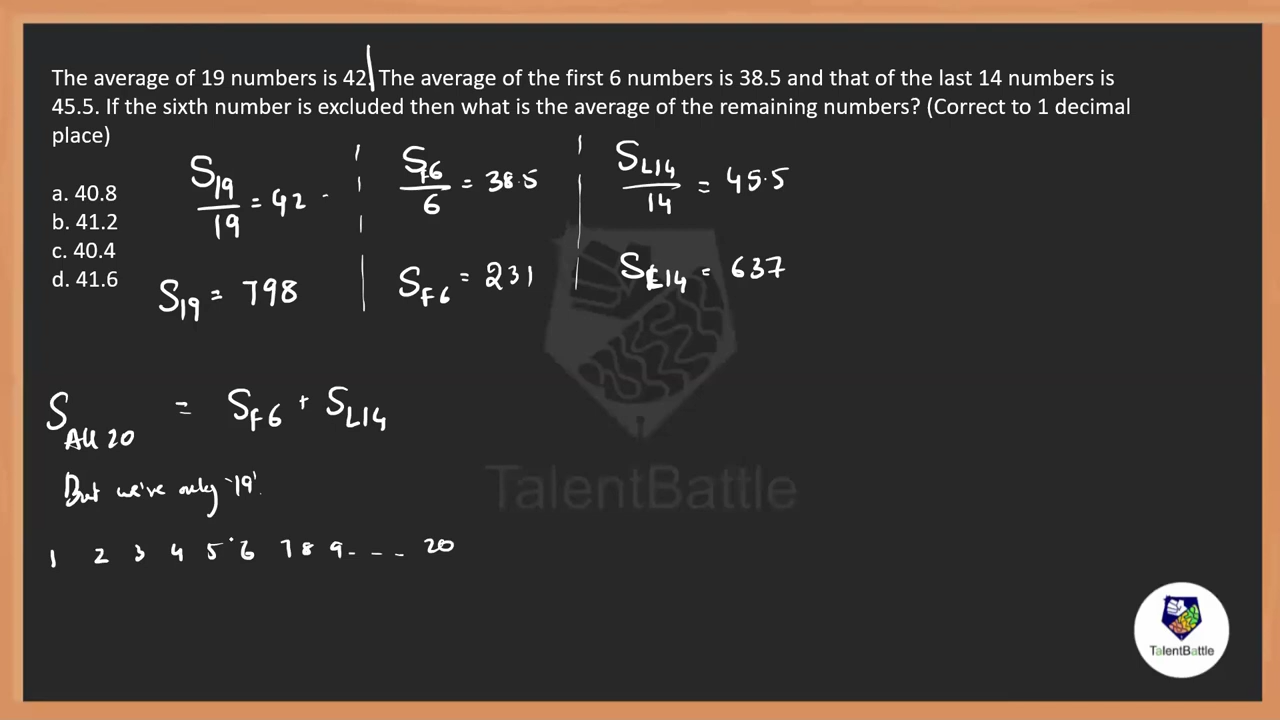 The average of 19 numbers is 42. The average of the first 6 numbers is 38.5 and that of the last 14 numbers is
45.5. If the sixth number is excluded then what is the average of the remaining numbers? (Correct to 1 decimal
place)
a. 40.8
b. 41.2
c. 40.4
d. 41.6
S19/19 = 42
SF6/6 = 38.5
SL14/14 = 45.5
S19 = 798
SF6 = 231
SL14 = 637
SAll 20 = SF6 + SL14
But we've only '19'.
1 2 3 4 5 6 7 8 9 - - - 20
TalentBattle
TalentBattle